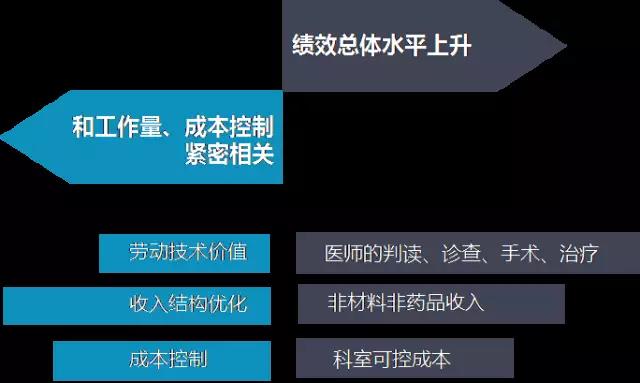 绩效总体水平上升
和工作量、成本控制
紧密相关
劳动技术价值
医师的判读、诊查、手术、治疗
收入结构优化
非材料非药品收入
成本控制
科室可控成本